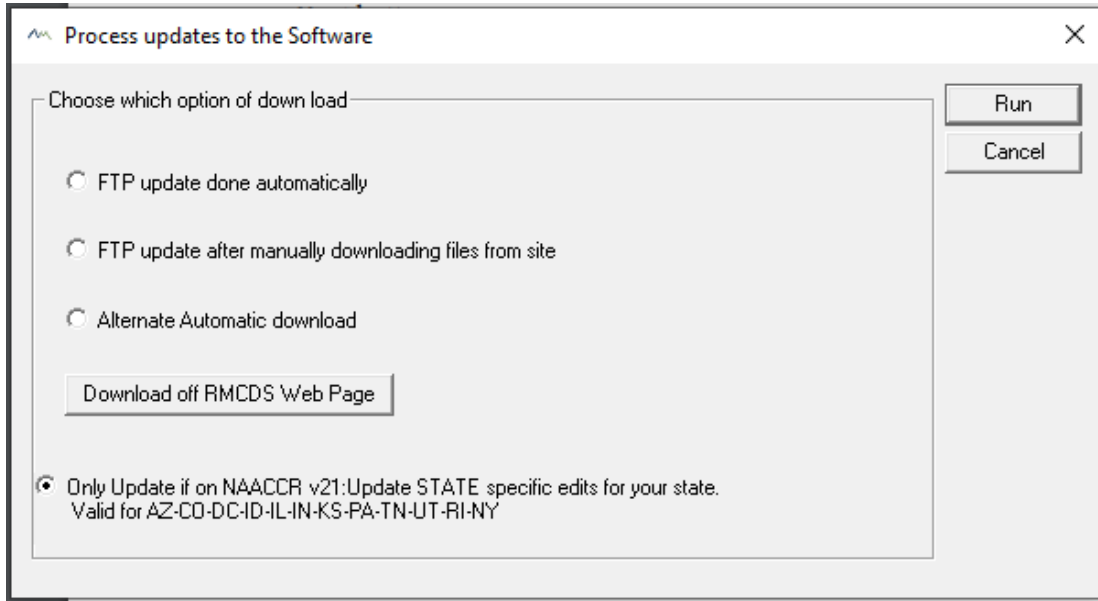 Process updates to the Software
Choose which option of down load
Run
Cancel
FTP update done automatically
FTP update after manually downloading files from site
Alternate Automatic download
Download off RMCDS Web Page
Only Update if on NAACCR v21:Update STATE specific edits for your state.
Valid for AZ-CO-DC-ID-IL-IN-KS-PA-TN-UT-RI-NY